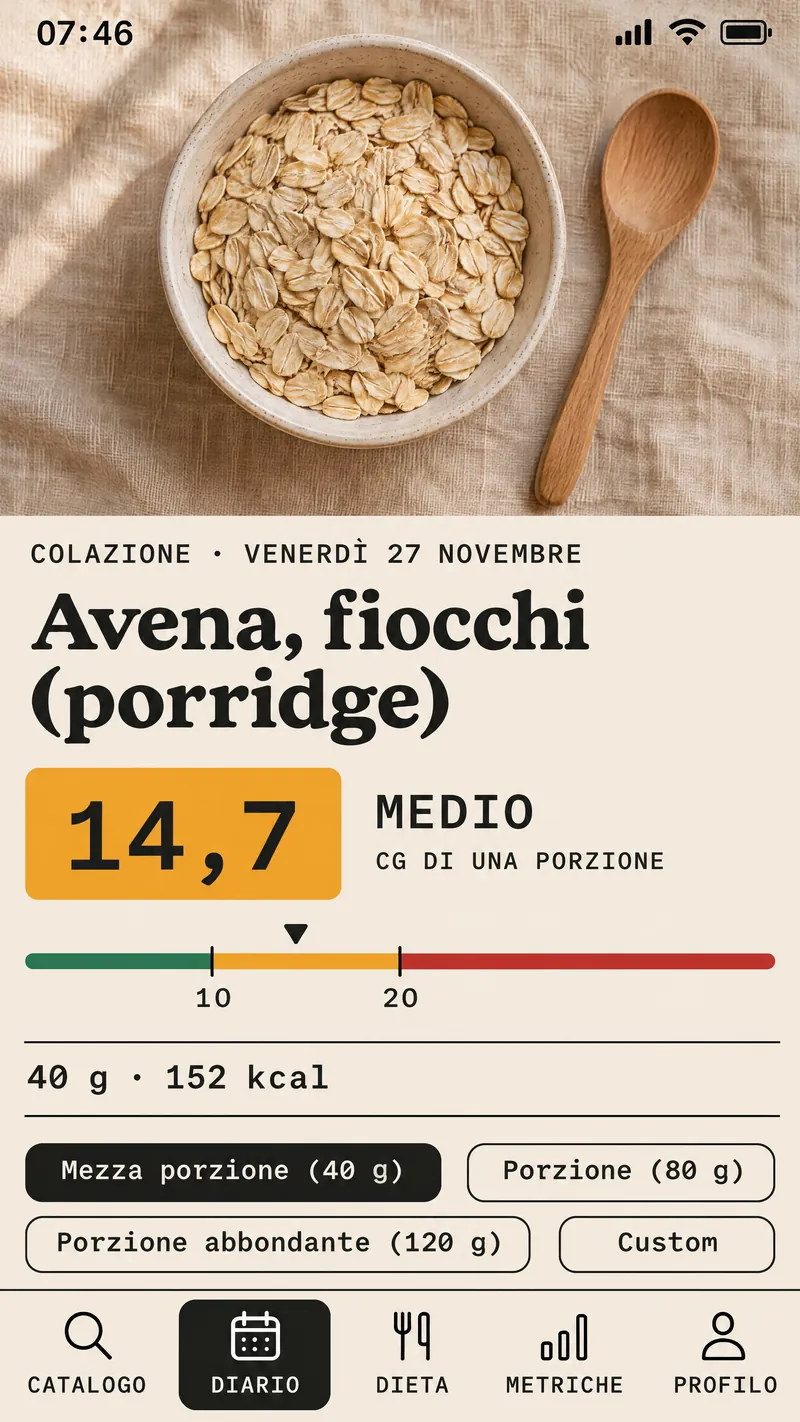 07:46
COLAZIONE · VENERDÌ 27 NOVEMBRE
Avena, fiocchi
(porridge)
14,7
MEDIO
CG DI UNA PORZIONE
10 20
40 g · 152 kcal
Mezza porzione (40 g) Porzione (80 g)
Porzione abbondante (120 g) Custom
CATALOGO DIARIO DIETA METRICHE PROFILO